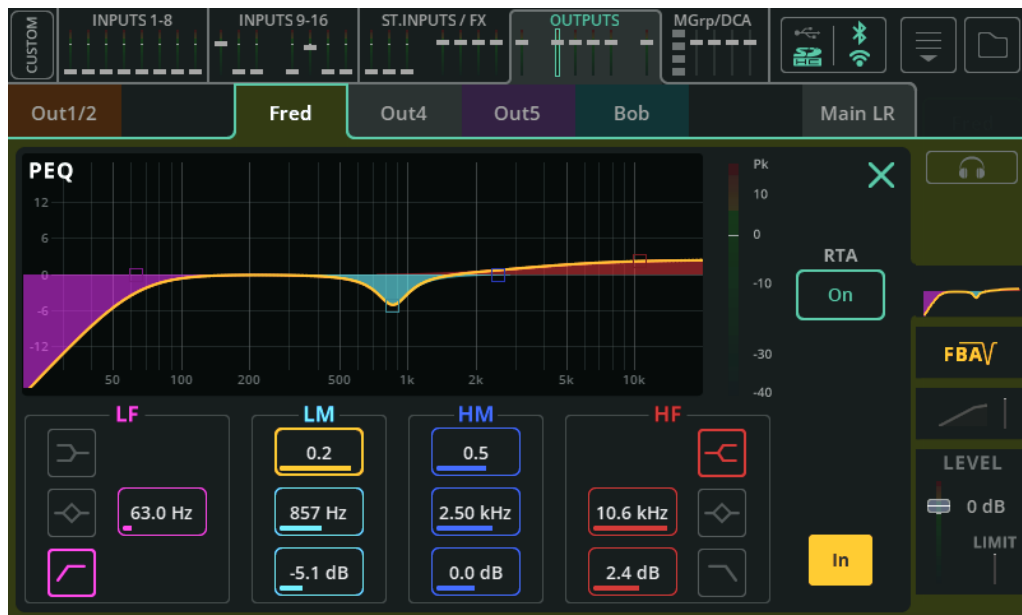 CUSTOM
INPUTS 1-8
INPUTS 9-16
ST.INPUTS / FX
OUTPUTS
MGrp/DCA
SD
HC
Out1/2
Fred
Out4
Out5
Bob
Main LR
PEQ
12
6
0
-6
-12
50
100
200
500
1k
2k
5k
10k
Pk
10
0
-10
-30
-40
RTA
On
FBA
LF
LM
HM
HF
0.2
0.5
63.0 Hz
857 Hz
2.50 kHz
10.6 kHz
-5.1 dB
0.0 dB
2.4 dB
In
LEVEL
0 dB
LIMIT